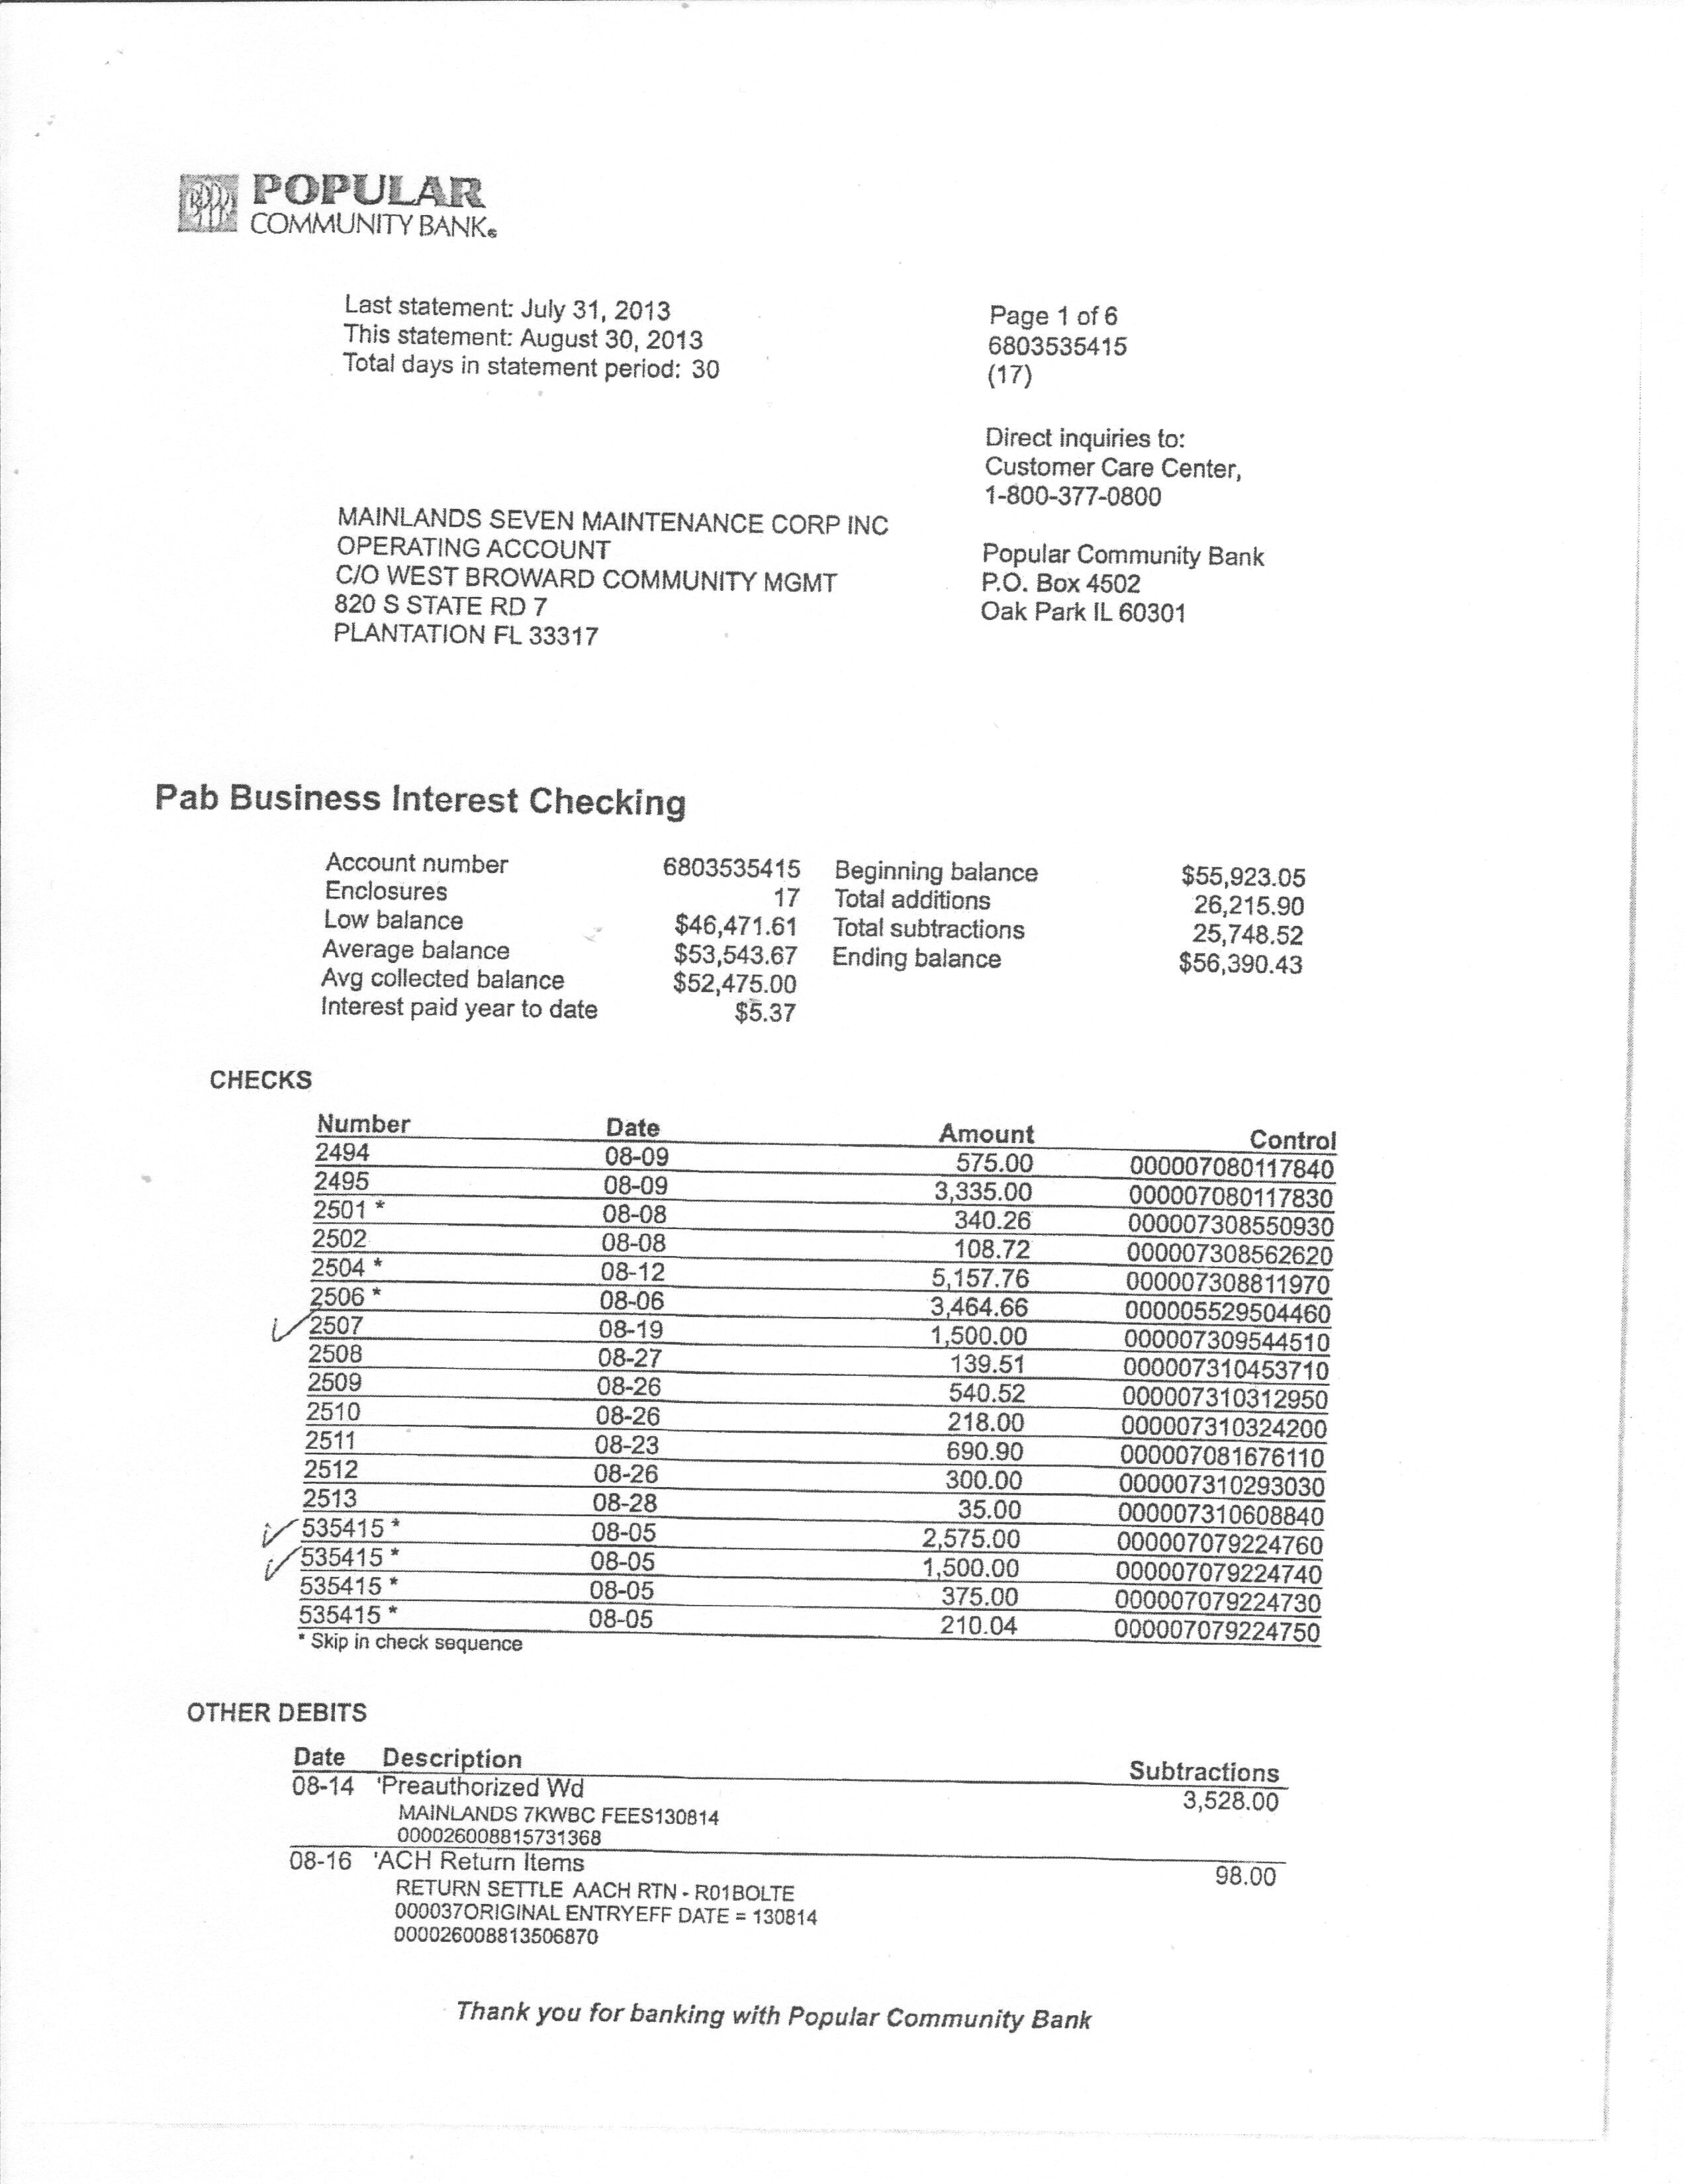 POPULAR
COMMUNITY BANK®
Last statement: July 31, 2013
This statement: August 30, 2013
Total days in statement period: 30
Page 1 of 6
6803535415
(17)
Direct inquiries to:
Customer Care Center,
1-800-377-0800
MAINLANDS SEVEN MAINTENANCE CORP INC
OPERATING ACCOUNT
C/O WEST BROWARD COMMUNITY MGMT
820 S STATE RD 7
PLANTATION FL 33317
Popular Community Bank
P.O. Box 4502
Oak Park IL 60301
Pab Business Interest Checking
Account number 6803535415 Beginning balance $55,923.05
Enclosures 17 Total additions 26,215.90
Low balance $46,471.61 Total subtractions 25,748.52
Average balance $53,543.67 Ending balance $56,390.43
Avg collected balance $52,475.00
Interest paid year to date $5.37
CHECKS
Number Date Amount Control
2494 08-09 575.00 000007080117840
2495 08-09 3,335.00 000007080117830
2501 * 08-08 340.26 000007308550930
2502 08-08 108.72 000007308562620
2504 * 08-12 5,157.76 000007308811970
2506 * 08-06 3,464.66 000005529504460
2507 08-19 1,500.00 000007309544510
2508 08-27 139.51 000007310453710
2509 08-26 540.52 000007310312950
2510 08-26 218.00 000007310324200
2511 08-23 690.90 000007081676110
2512 08-26 300.00 000007310293030
2513 08-28 35.00 000007310608840
535415 * 08-05 2,575.00 000007079224760
535415 * 08-05 1,500.00 000007079224740
535415 * 08-05 375.00 000007079224730
535415 * 08-05 210.04 000007079224750
* Skip in check sequence
OTHER DEBITS
Date Description Subtractions
08-14 'Preauthorized Wd 3,528.00
MAINLANDS 7KWBC FEES130814
000026008815731368
08-16 'ACH Return Items 98.00
RETURN SETTLE AACH RTN - R01BOLTE
000037ORIGINAL ENTRYEFF DATE = 130814
000026008813506870
Thank you for banking with Popular Community Bank